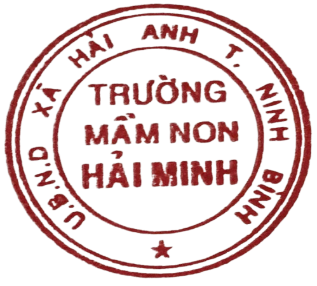 U.B.N.D XÃ HẢI ANH T. NINH BÌNH
TRƯỜNG
MẦM NON
HẢI MINH